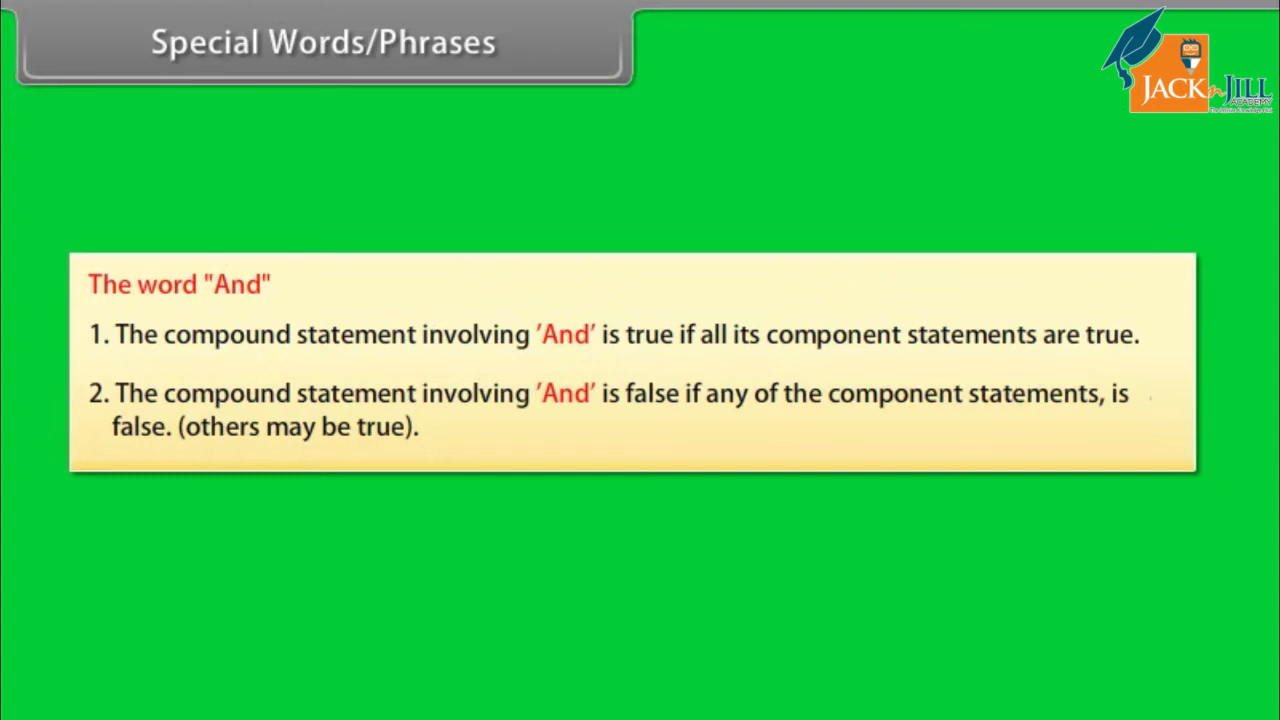 Special Words/Phrases
JACK n JILL
ACADEMY
The word "And"
1. The compound statement involving ’And’ is true if all its component statements are true.
2. The compound statement involving ’And’ is false if any of the component statements, is
false. (others may be true).